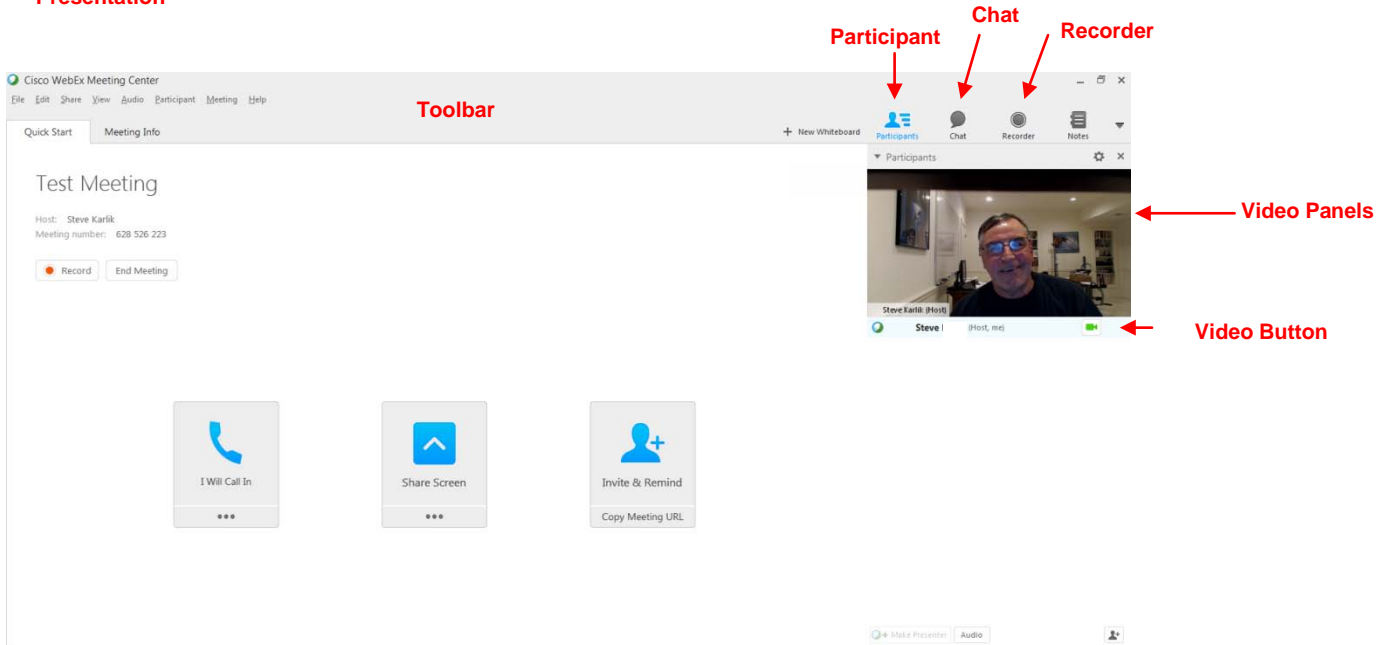 Presentation
Chat
Participant
Recorder
Cisco WebEx Meeting Center
File Edit Share View Audio Participant Meeting Help
Toolbar
Quick Start Meeting Info
+ New Whiteboard
Participants Chat Recorder Notes
Participants
Test Meeting
Host: Steve Karlik
Meeting number: 628 526 223
Record End Meeting
Video Panels
Steve Karlik (Host)
Steve (Host, me)
Video Button
I Will Call In
Share Screen
Invite & Remind
Copy Meeting URL
Make Presenter Audio